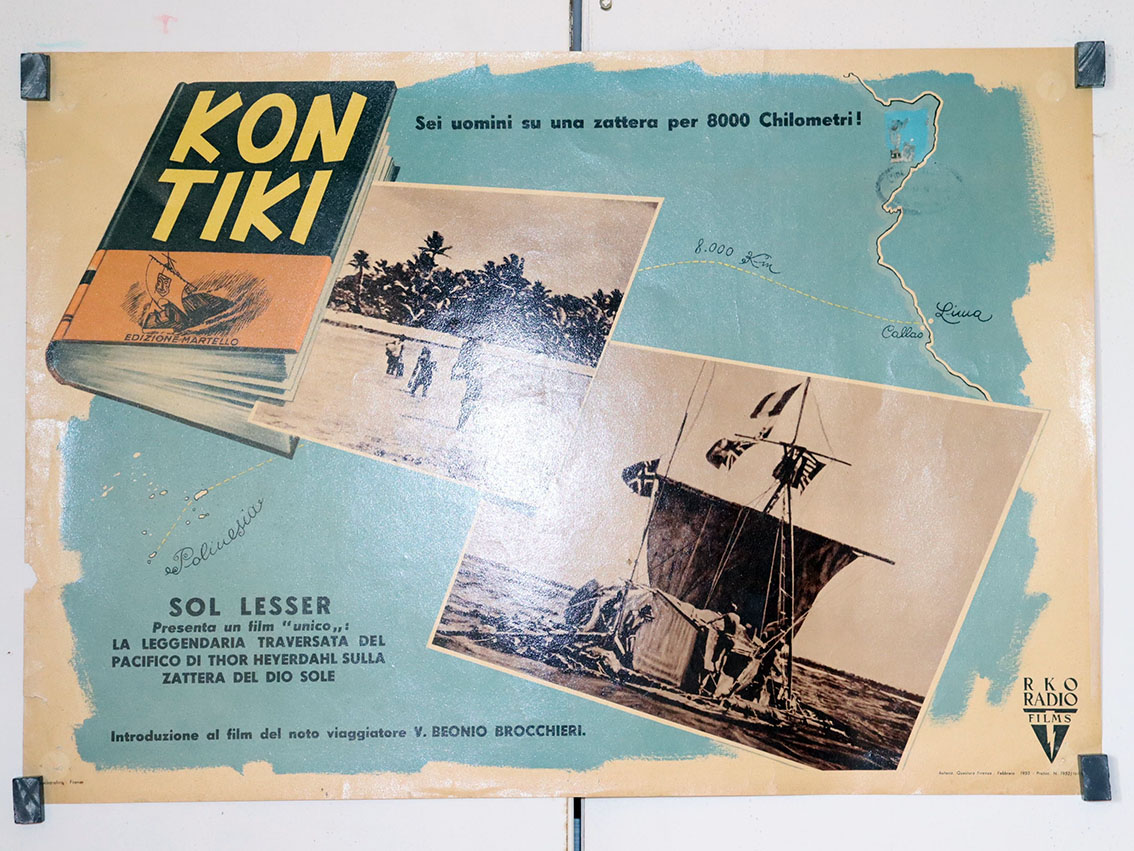 KON
TIKI
EDIZIONE MARTELLO
Sei uomini su una zattera per 8000 Chilometri!
8.000 Km
Lima
Callao
Polinesia
SOL LESSER
Presenta un film "unico„:
LA LEGGENDARIA TRAVERSATA DEL
PACIFICO DI THOR HEYERDAHL SULLA
ZATTERA DEL DIO SOLE
Introduzione al film del noto viaggiatore V. BEONIO BROCCHIERI.
RKO
RADIO
FILMS